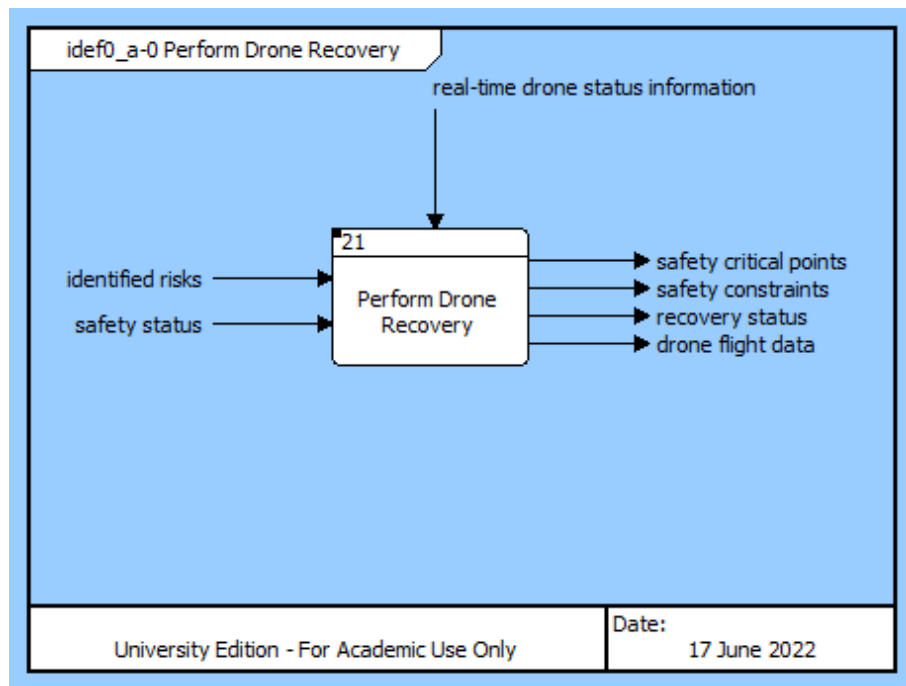 idef0_a-0 Perform Drone Recovery
real-time drone status information
21
Perform Drone
Recovery
identified risks
safety status
safety critical points
safety constraints
recovery status
drone flight data
University Edition - For Academic Use Only
Date:
17 June 2022